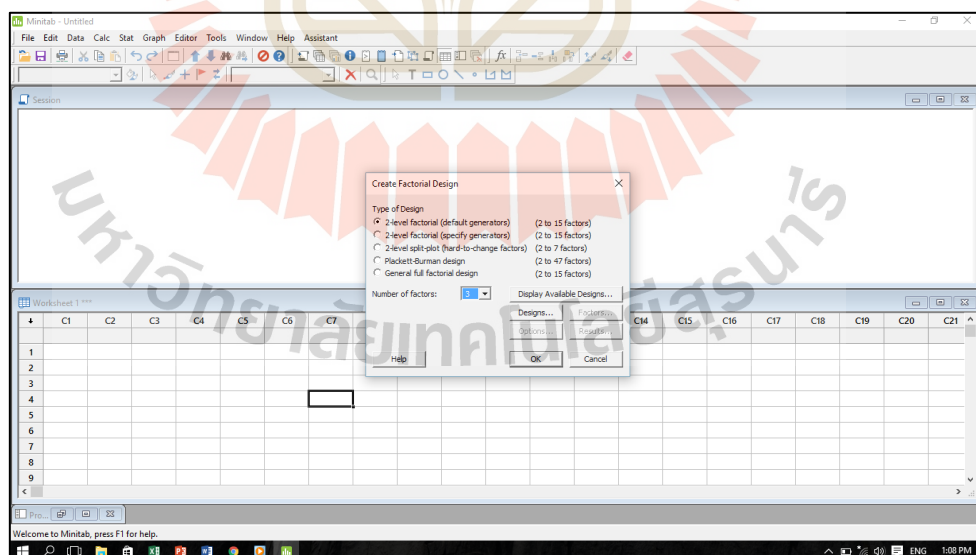 Minitab - Untitled
File Edit Data Calc Stat Graph Editor Tools Window Help Assistant
Session
Create Factorial Design
Type of Design
2-level factorial (default generators) (2 to 15 factors)
2-level factorial (specify generators) (2 to 15 factors)
2-level split-plot (hard-to-change factors) (2 to 7 factors)
Plackett-Burman design (2 to 47 factors)
General full factorial design (2 to 15 factors)
Number of factors: 3 Display Available Designs...
Designs... Factors...
Options... Results...
Help OK Cancel
Worksheet 1 ***
C1 C2 C3 C4 C5 C6 C7 C14 C15 C16 C17 C18 C19 C20 C21
1
2
3
4
5
6
7
8
9
Pro...
Welcome to Minitab, press F1 for help.
ENG 1:08 PM
มหาวิทยาลัยเทคโนโลยีสุรนารี